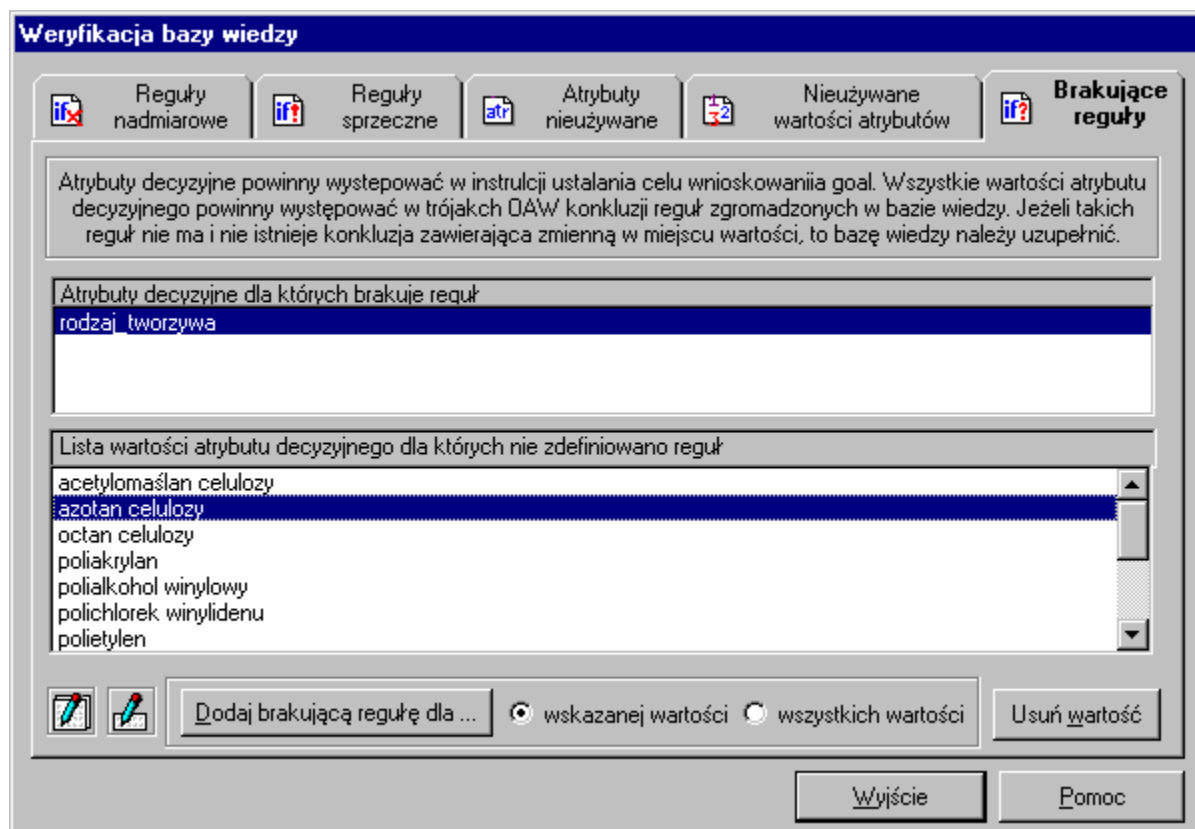 Weryfikacja bazy wiedzy
Reguły nadmiarowe
Reguły sprzeczne
Atrybuty nieużywane
Nieużywane wartości atrybutów
Brakujące reguły
Atrybuty decyzyjne powinny wystepować w instrulcji ustalania celu wnioskowaniia goal. Wszystkie wartości atrybutu
decyzyjnego powinny występować w trójakch OAW konkluzji reguł zgromadzonych w bazie wiedzy. Jeżeli takich
reguł nie ma i nie istnieje konkluzja zawierająca zmienną w miejscu wartości, to bazę wiedzy należy uzupełnić.
Atrybuty decyzyjne dla których brakuje reguł
rodzaj_tworzywa
Lista wartości atrybutu decyzyjnego dla których nie zdefiniowano reguł
acetylomaślan celulozy
azotan celulozy
octan celulozy
poliakrylan
polialkohol winylowy
polichlorek winylidenu
polietylen
Dodaj brakującą regułę dla ...
wskazanej wartości
wszystkich wartości
Usuń wartość
Wyjście
Pomoc